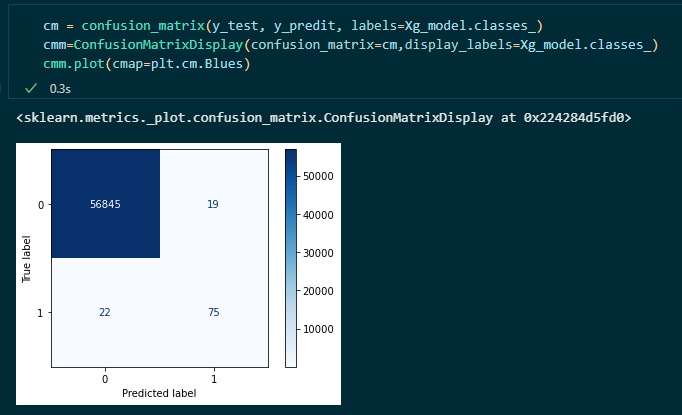 cm = confusion_matrix(y_test, y_predit, labels=Xg_model.classes_)
cmm=ConfusionMatrixDisplay(confusion_matrix=cm,display_labels=Xg_model.classes_)
cmm.plot(cmap=plt.cm.Blues)
0.3s
<sklearn.metrics._plot.confusion_matrix.ConfusionMatrixDisplay at 0x224284d5fd0>
True label
0
1
56845 19
22 75
0 1
Predicted label
50000
40000
30000
20000
10000